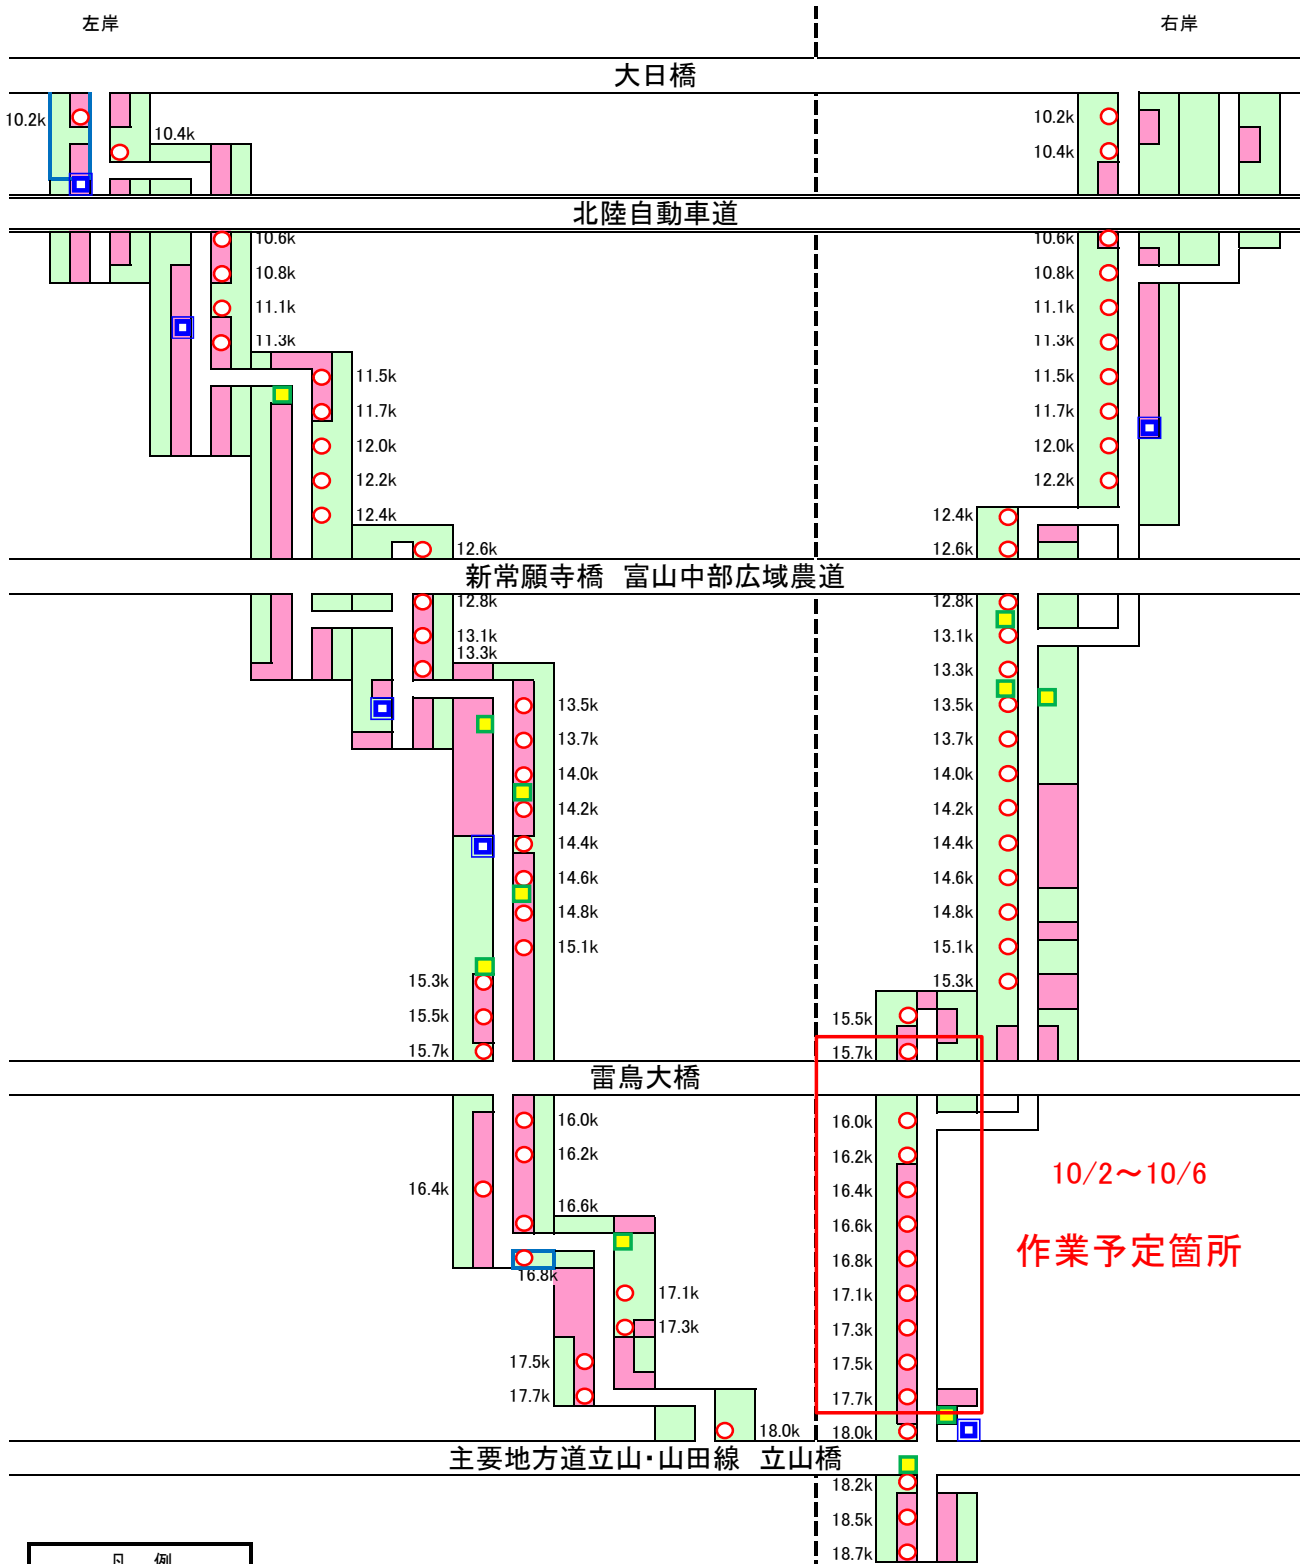 左岸 右岸
大日橋
10.2k 10.2k
10.4k 10.4k
北陸自動車道
10.6k 10.6k
10.8k 10.8k
11.1k 11.1k
11.3k 11.3k
11.5k 11.5k
11.7k 11.7k
12.0k 12.0k
12.2k 12.2k
12.4k 12.4k
12.6k 12.6k
新常願寺橋 富山中部広域農道
12.8k 12.8k
13.1k 13.1k
13.3k 13.3k
13.5k 13.5k
13.7k 13.7k
14.0k 14.0k
14.2k 14.2k
14.4k 14.4k
14.6k 14.6k
14.8k 14.8k
15.1k 15.1k
15.3k 15.3k
15.5k 15.5k
15.7k 15.7k
雷鳥大橋
16.0k 16.0k
16.2k 16.2k
10/2～10/6
16.4k 16.4k
16.6k 16.6k
作業予定箇所
16.8k 16.8k
17.1k 17.1k
17.3k 17.3k
17.5k 17.5k
17.7k 17.7k
18.0k 18.0k
主要地方道立山・山田線 立山橋
18.2k
18.5k
18.7k
凡 例